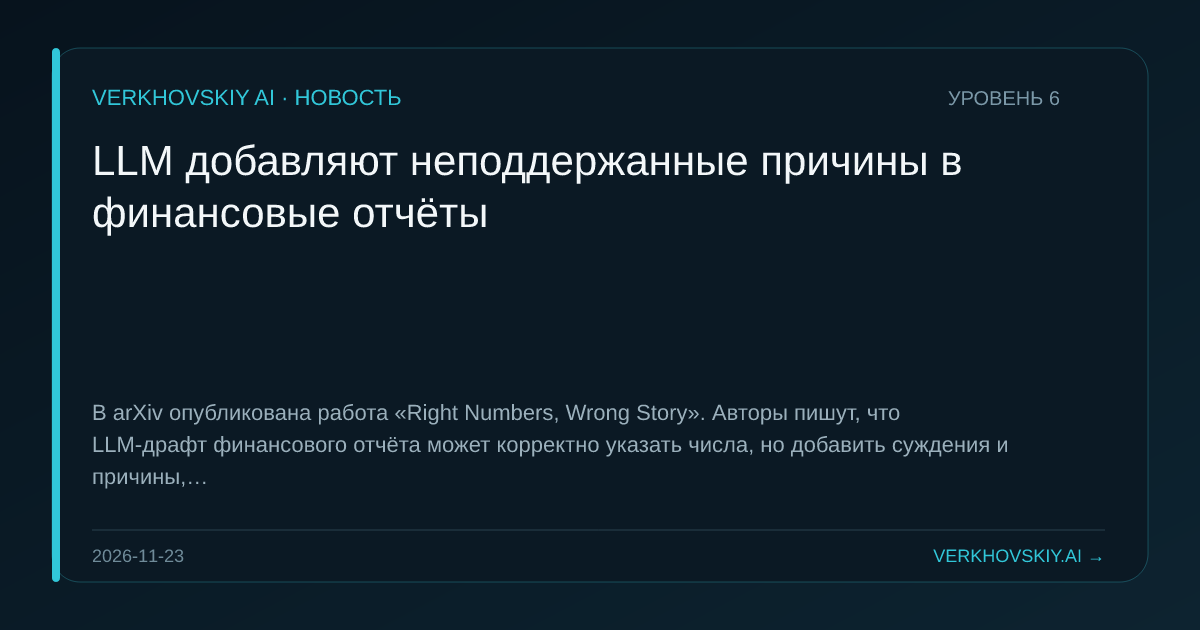 VERKHOVSKIY AI · НОВОСТЬ
УРОВЕНЬ 6
LLM добавляют неподдержанные причины в
финансовые отчёты
В arXiv опубликована работа «Right Numbers, Wrong Story». Авторы пишут, что
LLM-драфт финансового отчёта может корректно указать числа, но добавить суждения и
причины,…
2026-11-23
VERKHOVSKIY.AI →